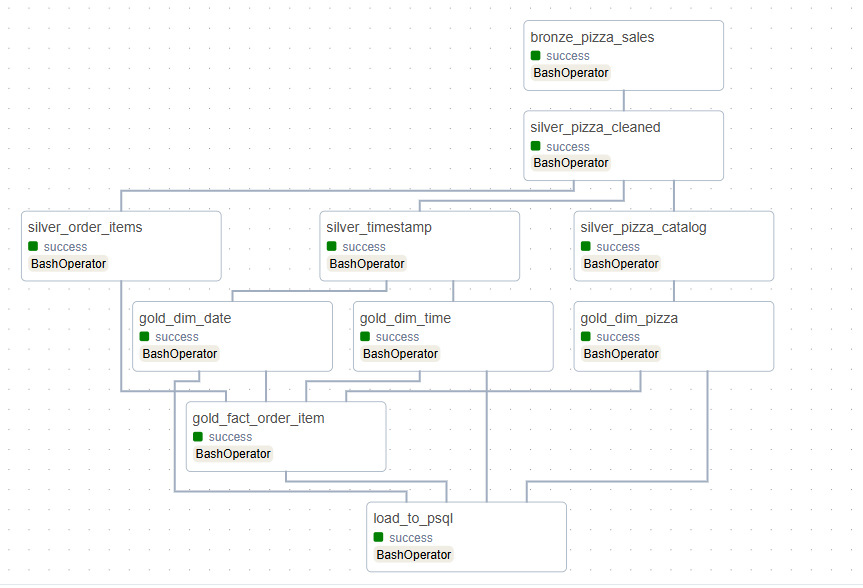 bronze_pizza_sales
success
BashOperator
silver_pizza_cleaned
success
BashOperator
silver_order_items
success
BashOperator
silver_timestamp
success
BashOperator
silver_pizza_catalog
success
BashOperator
gold_dim_date
success
BashOperator
gold_dim_time
success
BashOperator
gold_dim_pizza
success
BashOperator
gold_fact_order_item
success
BashOperator
load_to_psql
success
BashOperator